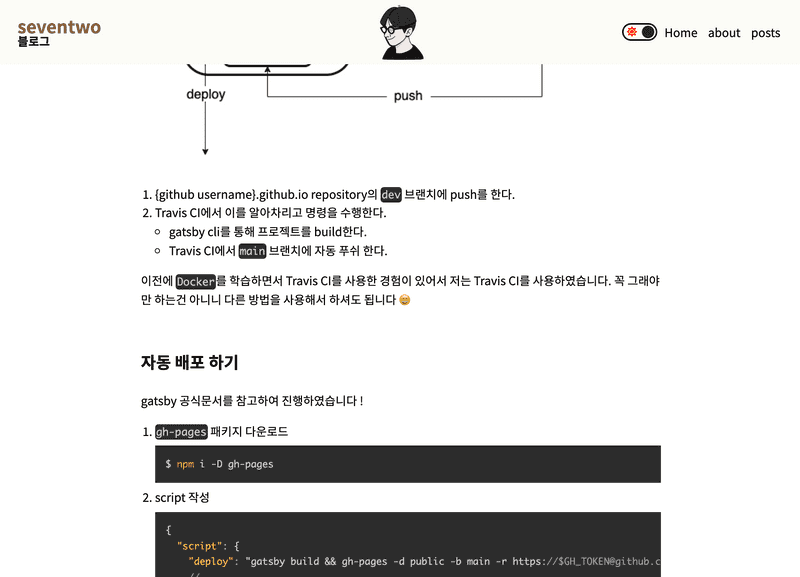 seventwo
블로그
Home about posts
deploy
push
1. {github username}.github.io repository의 dev 브랜치에 push를 한다.
2. Travis CI에서 이를 알아차리고 명령을 수행한다.
gatsby cli를 통해 프로젝트를 build한다.
Travis CI에서 main 브랜치에 자동 푸쉬 한다.
이전에 Docker를 학습하면서 Travis CI를 사용한 경험이 있어서 저는 Travis CI를 사용하였습니다. 꼭 그래야
만 하는건 아니니 다른 방법을 사용해서 하셔도 됩니다 😄
자동 배포 하기
gatsby 공식문서를 참고하여 진행하였습니다 !
1. gh-pages 패키지 다운로드
$ npm i -D gh-pages
2. script 작성
{
"script": {
"deploy": "gatsby build && gh-pages -d public -b main -r https://$GH_TOKEN@github.c